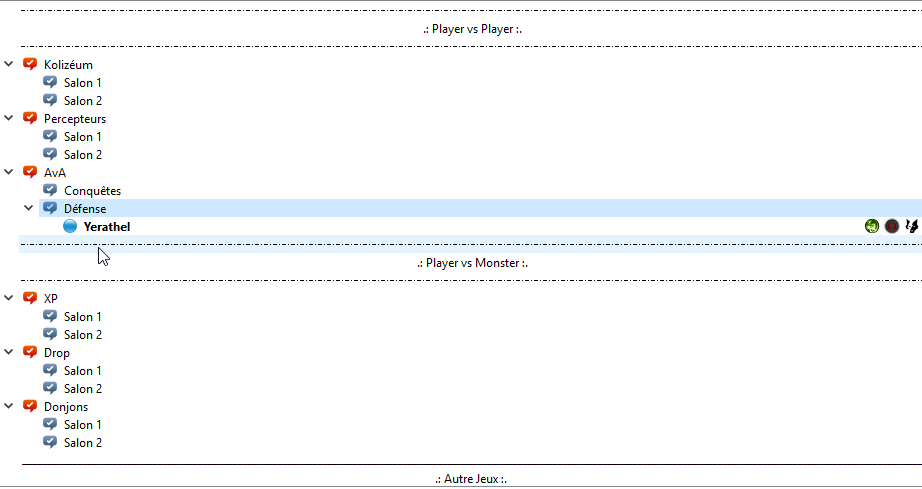 .: Player vs Player :.
Kolizéum
Salon 1
Salon 2
Percepteurs
Salon 1
Salon 2
AvA
Conquêtes
Défense
Yerathel
.: Player vs Monster :.
XP
Salon 1
Salon 2
Drop
Salon 1
Salon 2
Donjons
Salon 1
Salon 2
.: Autre Jeux :.